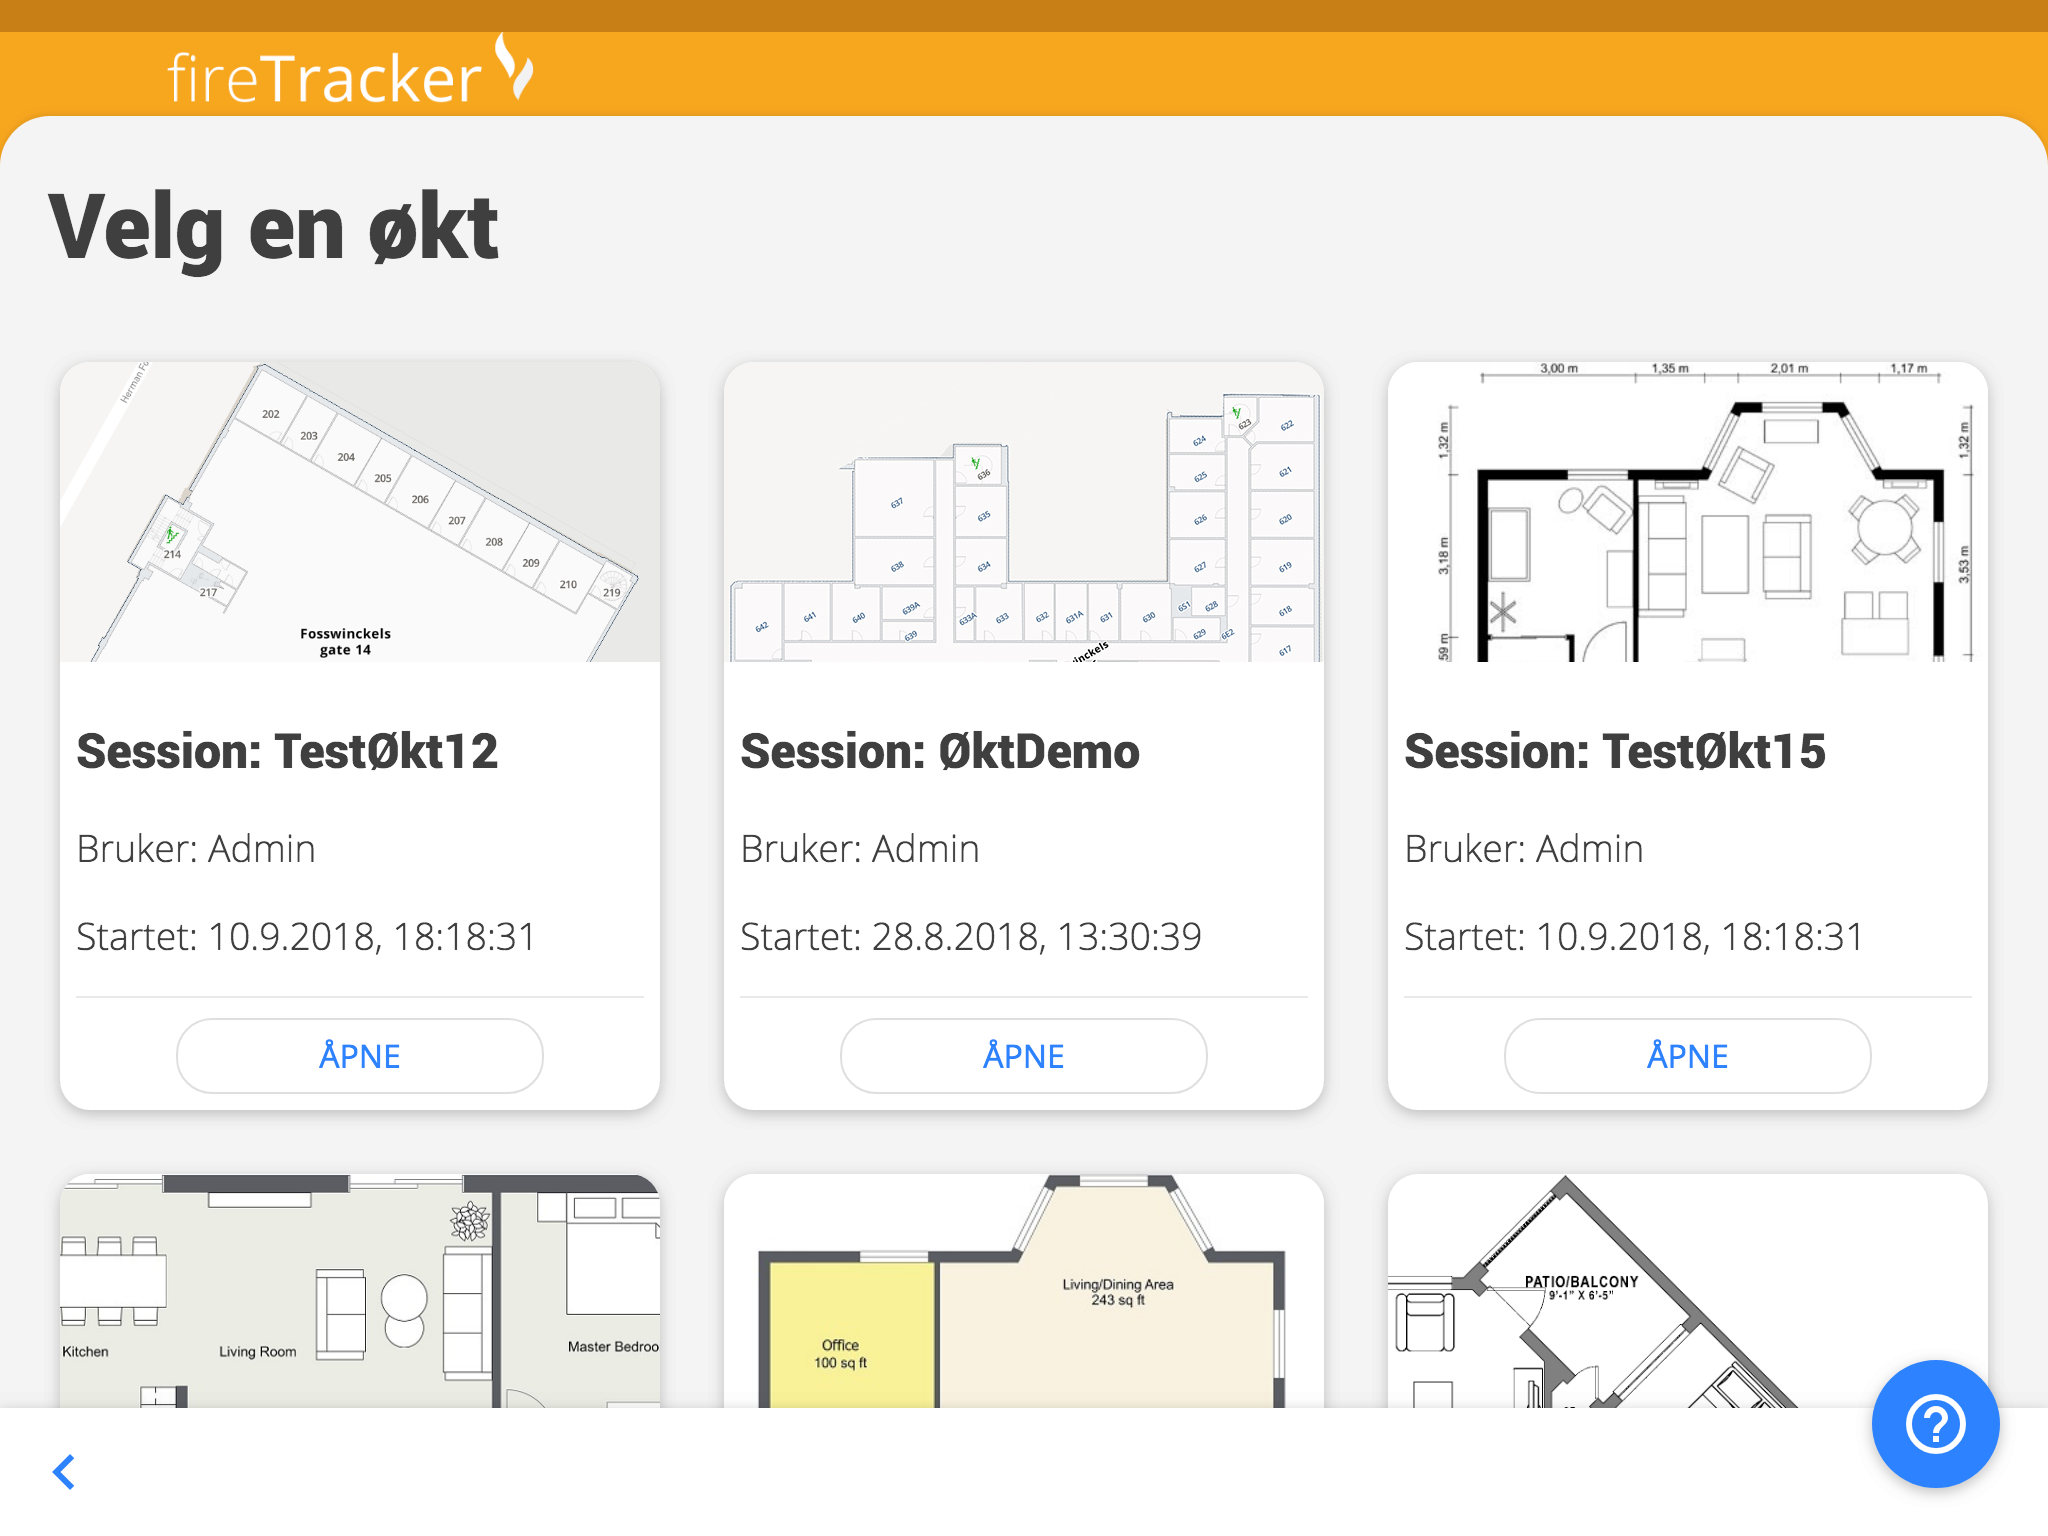 fireTracker
Velg en økt
Herman Fo
202
203
204
205
206
207
208
209
210
219
214
217
Fosswinckels
gate 14
Session: TestØkt12
Bruker: Admin
Startet: 10.9.2018, 18:18:31
ÅPNE
623
622
624
636
625
621
637
635
626
620
638
634
627
619
642
641
640
639A
639
633A
633
632
631A
631
630
651
628
629
6E2
618
617
winckels
Session: ØktDemo
Bruker: Admin
Startet: 28.8.2018, 13:30:39
ÅPNE
3,00 m
1,35 m
2,01 m
1,17 m
1,32 m
1,32 m
3,18 m
3,53 m
59 m
Session: TestØkt15
Bruker: Admin
Startet: 10.9.2018, 18:18:31
ÅPNE
Kitchen
Living Room
Master Bedroo
Living/Dining Area
243 sq ft
Office
100 sq ft
PATIO/BALCONY
9'-1" X 6'-5"